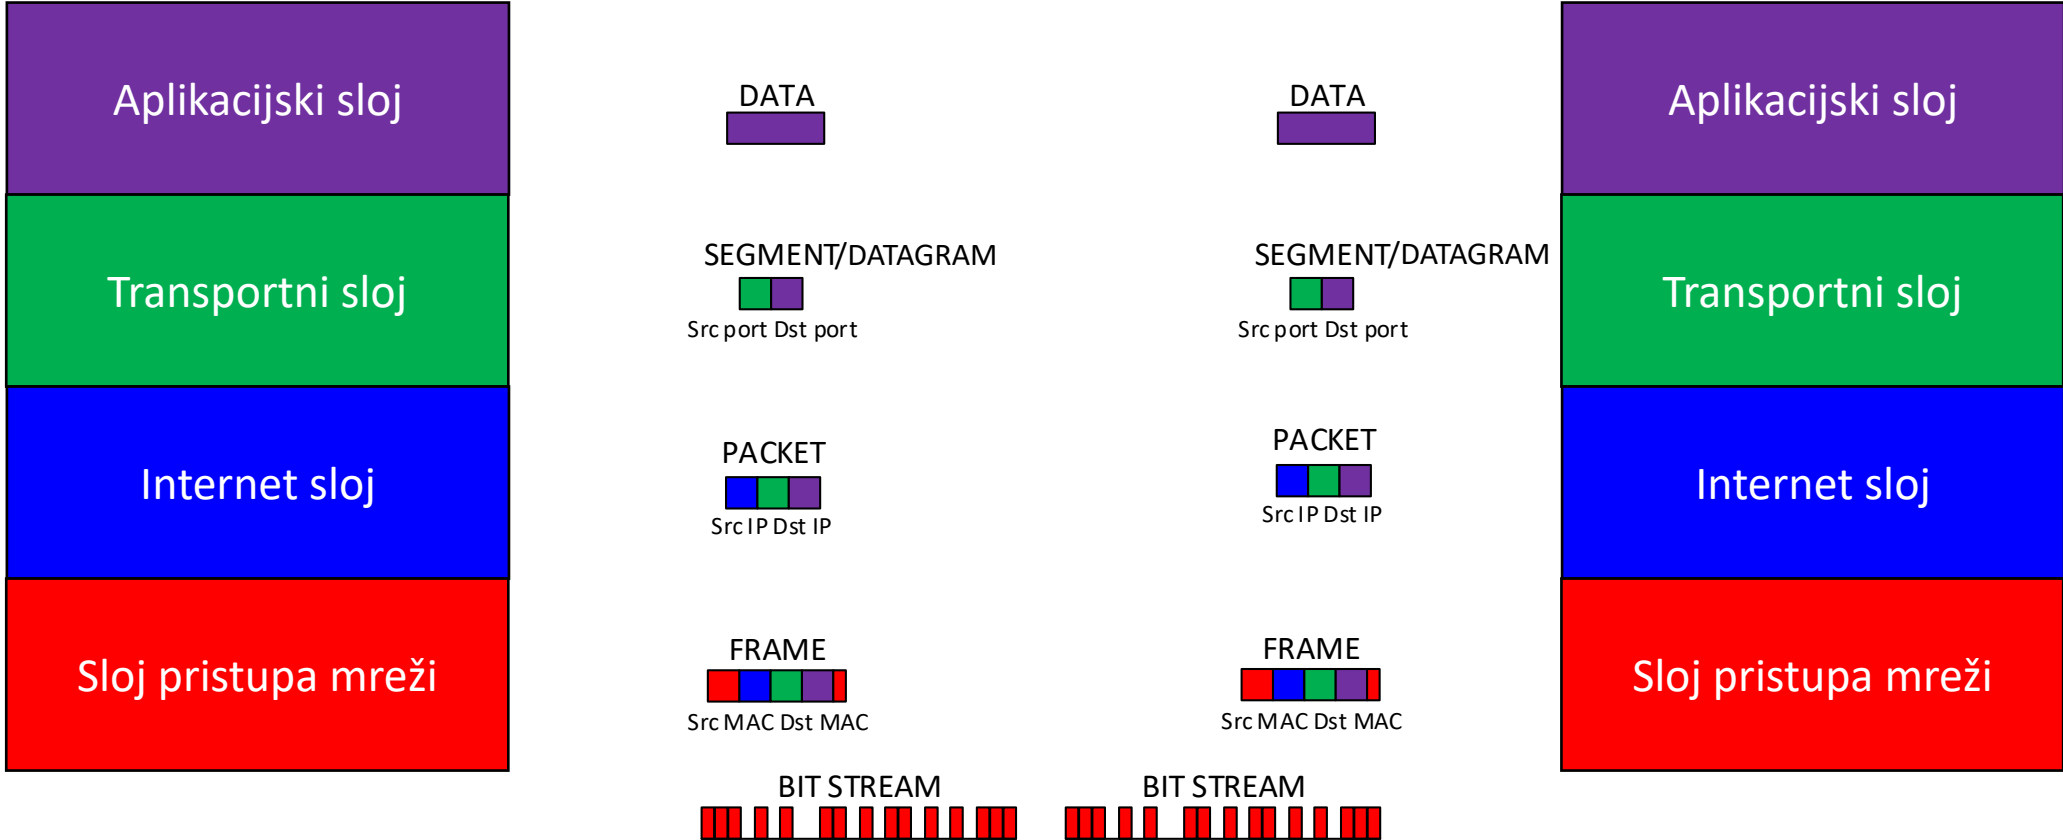 Aplikacijski sloj
DATA
DATA
Aplikacijski sloj
Transportni sloj
SEGMENT/DATAGRAM
Src port Dst port
SEGMENT/DATAGRAM
Src port Dst port
Transportni sloj
Internet sloj
PACKET
Src IP Dst IP
PACKET
Src IP Dst IP
Internet sloj
Sloj pristupa mreži
FRAME
Src MAC Dst MAC
FRAME
Src MAC Dst MAC
Sloj pristupa mreži
BIT STREAM
BIT STREAM